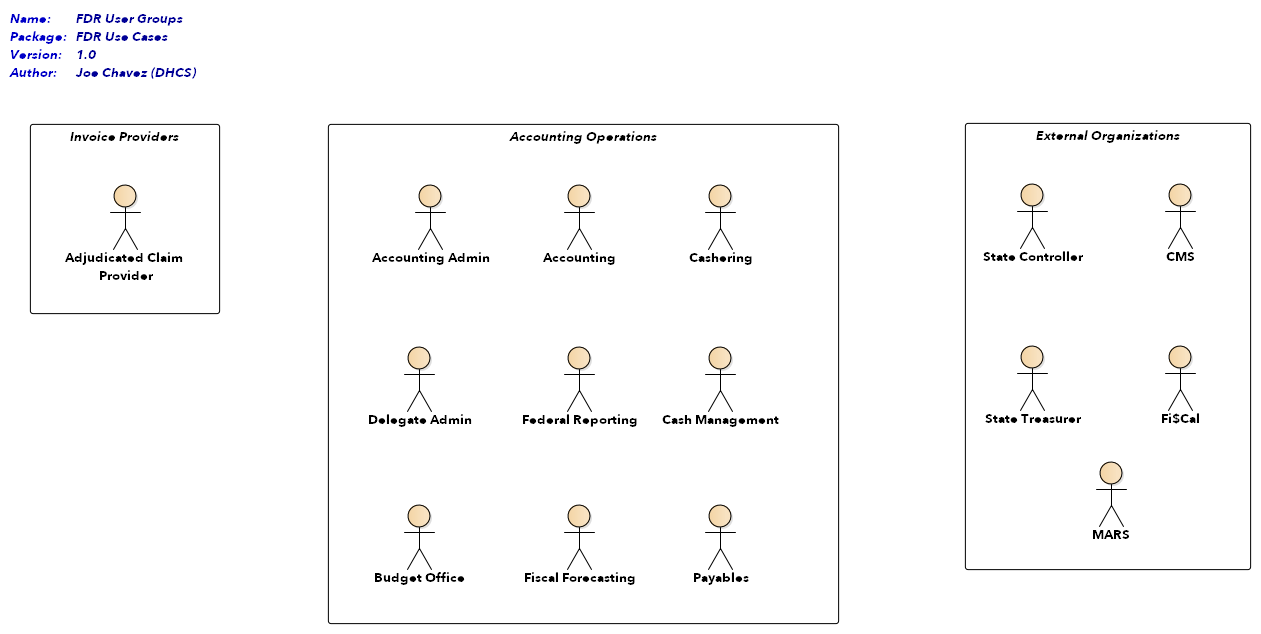 Name: FDR User Groups
Package: FDR Use Cases
Version: 1.0
Author: Joe Chavez (DHCS)
Invoice Providers
Adjudicated Claim
Provider
Accounting Operations
Accounting Admin
Accounting
Cashering
Delegate Admin
Federal Reporting
Cash Management
Budget Office
Fiscal Forecasting
Payables
External Organizations
State Controller
CMS
State Treasurer
Fi$Cal
MARS